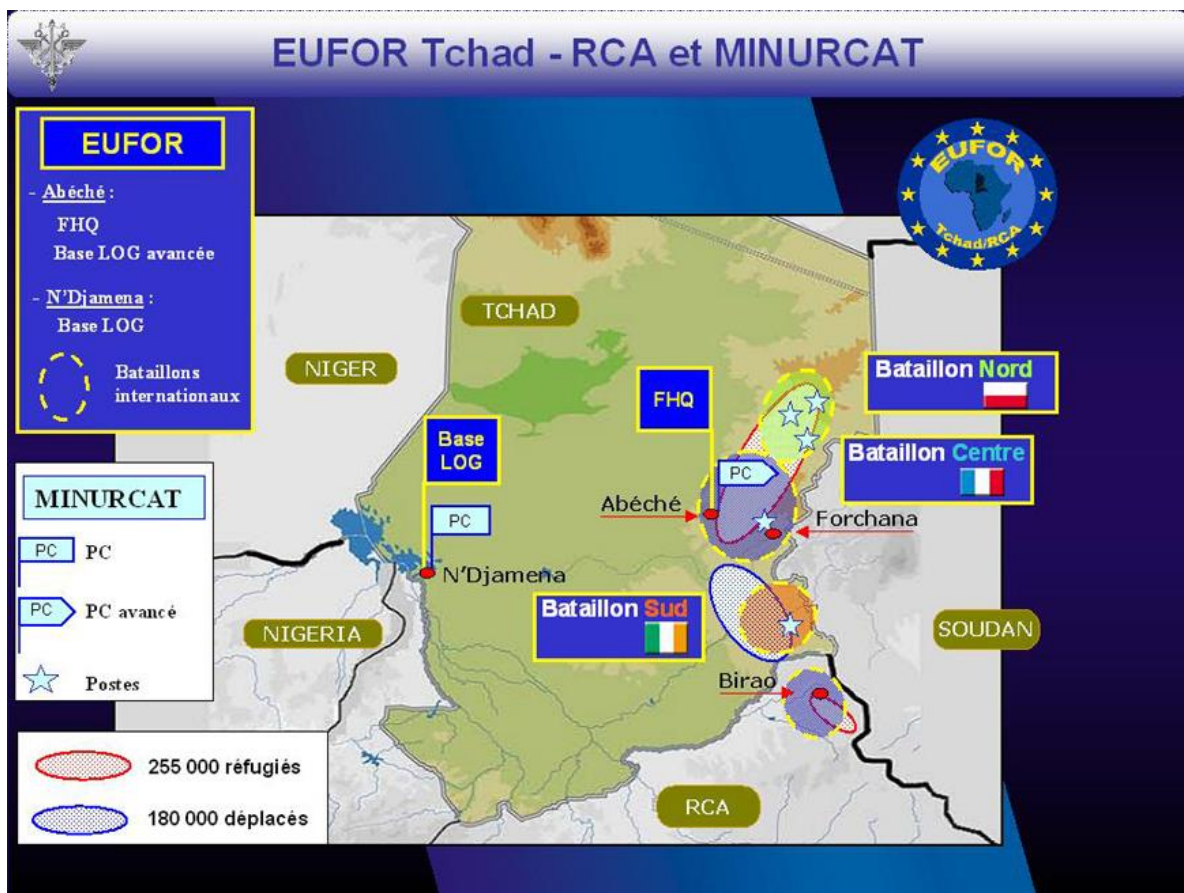 EUFOR Tchad - RCA et MINURCAT
EUFOR
- Abéché :
FHQ
Base LOG avancée
- N'Djamena :
Base LOG
Bataillons
internationaux
MINURCAT
PC PC
PC PC avancé
Postes
255 000 réfugiés
180 000 déplacés
EUFOR
Tchad/RCA
TCHAD
NIGER
FHQ
Bataillon Nord
Base
LOG
Bataillon Centre
PC
Abéché
Forchana
PC
N'Djamena
Bataillon Sud
NIGERIA
SOUDAN
Birao
RCA